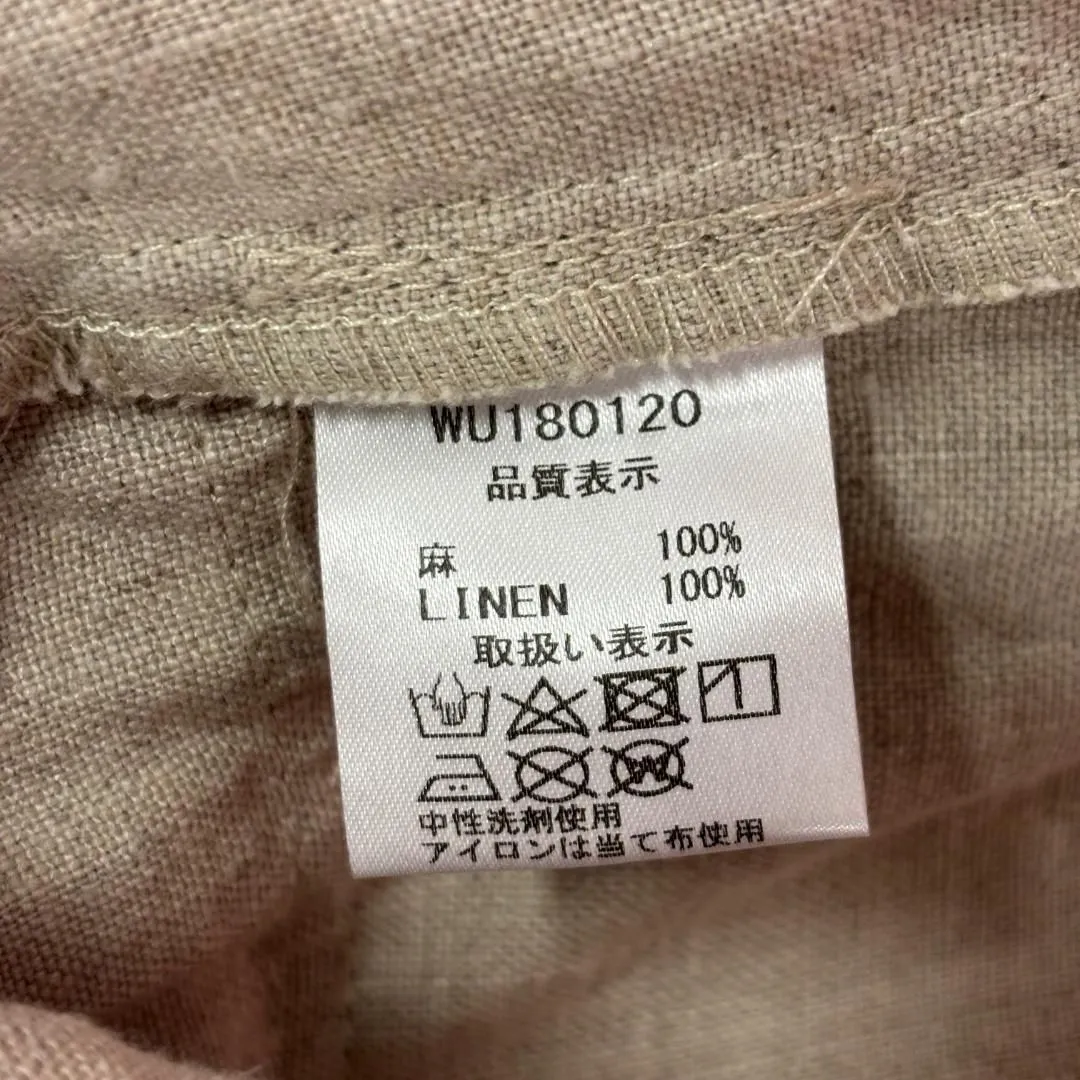 WU180120
品質表示
麻 100%
LINEN 100%
取扱い表示
W
中性洗剤使用
アイロンは当て布使用